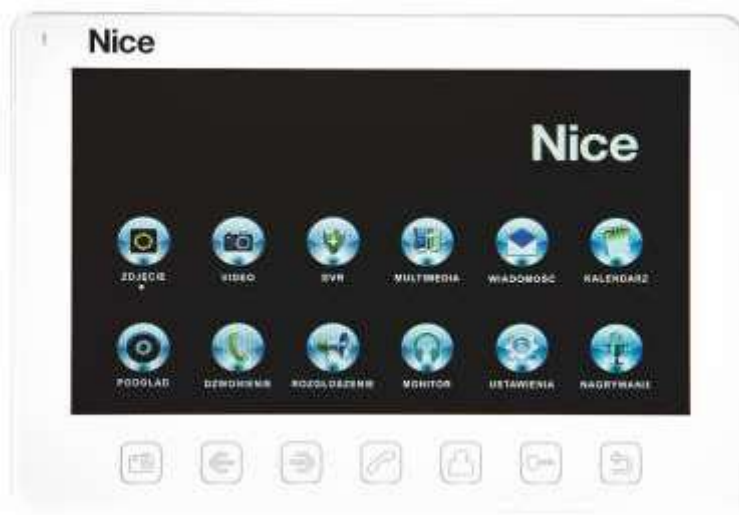 Nice
Nice
ZDJĘCIE VIDEO DVR MULTIMEDIA WIADOMOŚĆ KALENDARZ
PODGLĄD DZWONIENIE ROZGŁOSZENIE MONITOR USTAWIENIA NAGRYWANIE